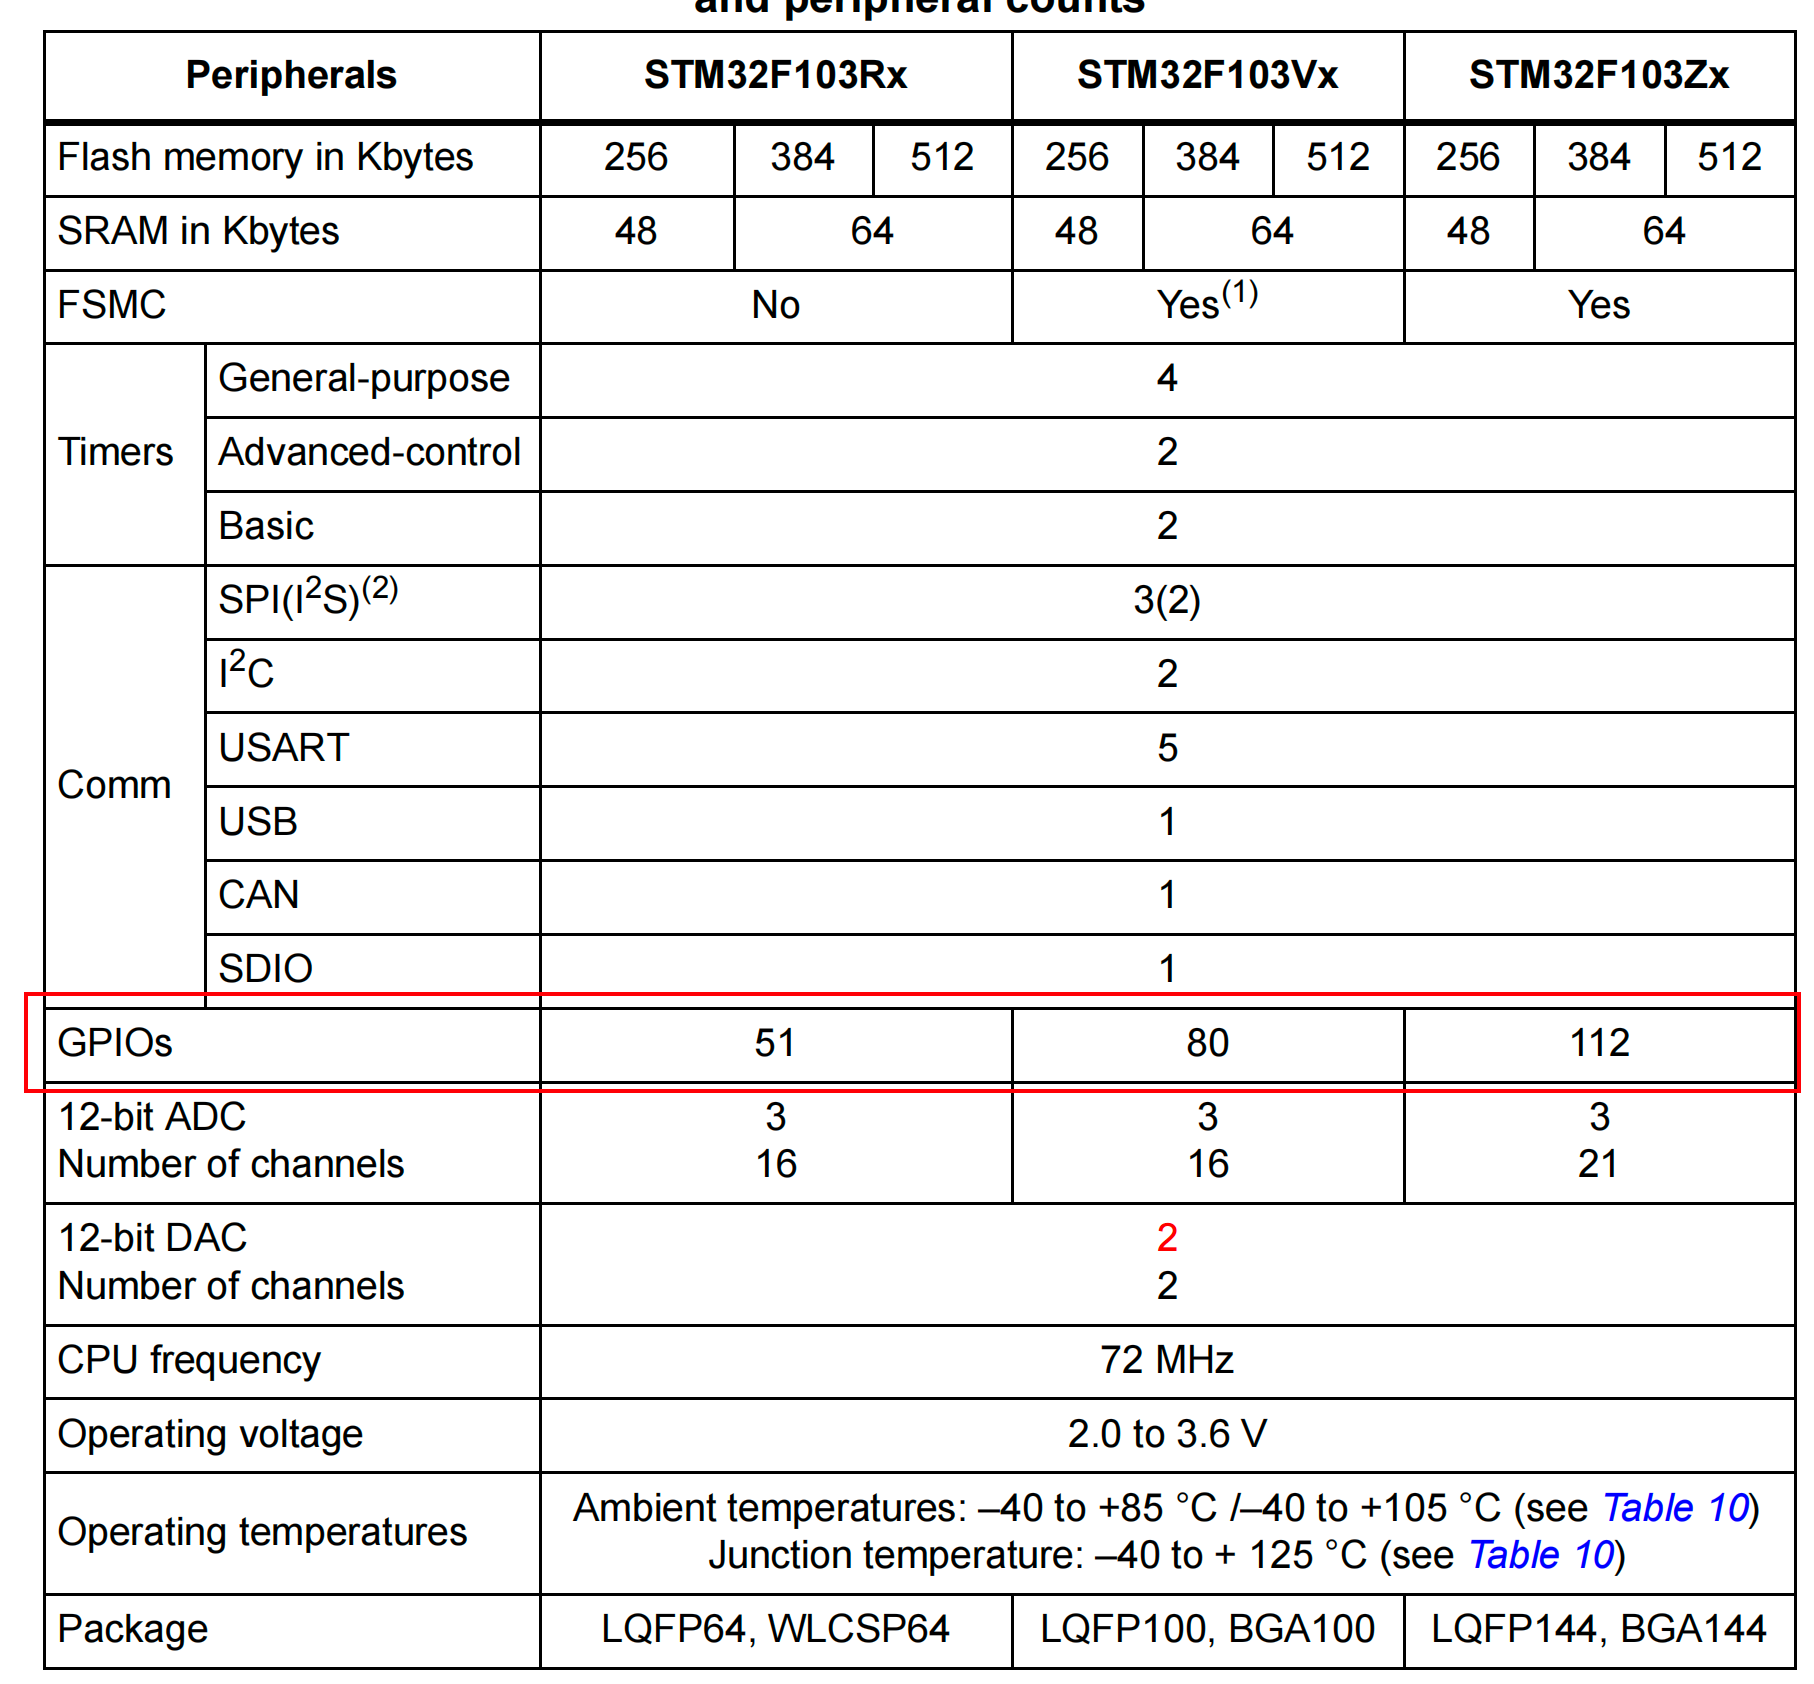 and peripheral counts
Peripherals STM32F103Rx STM32F103Vx STM32F103Zx
Flash memory in Kbytes 256 384 512 256 384 512 256 384 512
SRAM in Kbytes 48 64 48 64 48 64
FSMC No Yes(1) Yes
Timers
General-purpose 4
Advanced-control 2
Basic 2
Comm
SPI(I2S)(2) 3(2)
I2C 2
USART 5
USB 1
CAN 1
SDIO 1
GPIOs 51 80 112
12-bit ADC 3 3 3
Number of channels 16 16 21
12-bit DAC 2
Number of channels 2
CPU frequency 72 MHz
Operating voltage 2.0 to 3.6 V
Operating temperatures
Ambient temperatures: –40 to +85 °C /–40 to +105 °C (see Table 10)
Junction temperature: –40 to + 125 °C (see Table 10)
Package LQFP64, WLCSP64 LQFP100, BGA100 LQFP144, BGA144